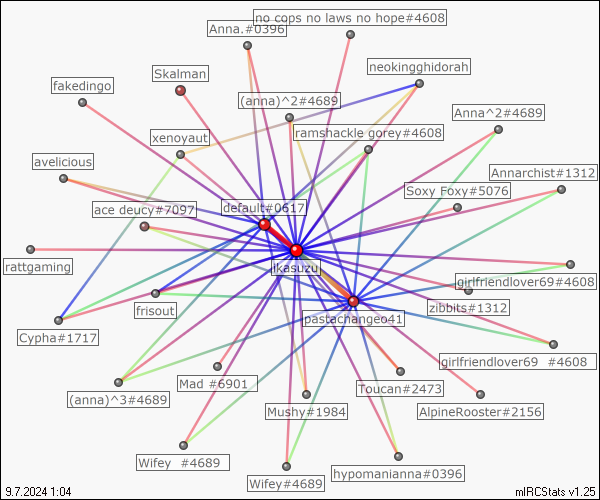 no cops no laws no hope#4608
Anna.#0396
neokingghidorah
Skalman
fakedingo
(anna)^2#4689
Anna^2#4689
ramshackle gorey#4608
xenoyaut
avelicious
Annarchist#1312
Soxy Foxy#5076
default#0617
ace deucy#7097
ikasuzu
rattgaming
girlfriendlover69#4608
zibbits#1312
frisout
pastachangeo41
Cypha#1717
girlfriendlover69 #4608
Mad #6901
Toucan#2473
(anna)^3#4689
Mushy#1984
AlpineRooster#2156
Wifey #4689
hypomanianna#0396
Wifey#4689
9.7.2024 1:04
mIRCStats v1.25